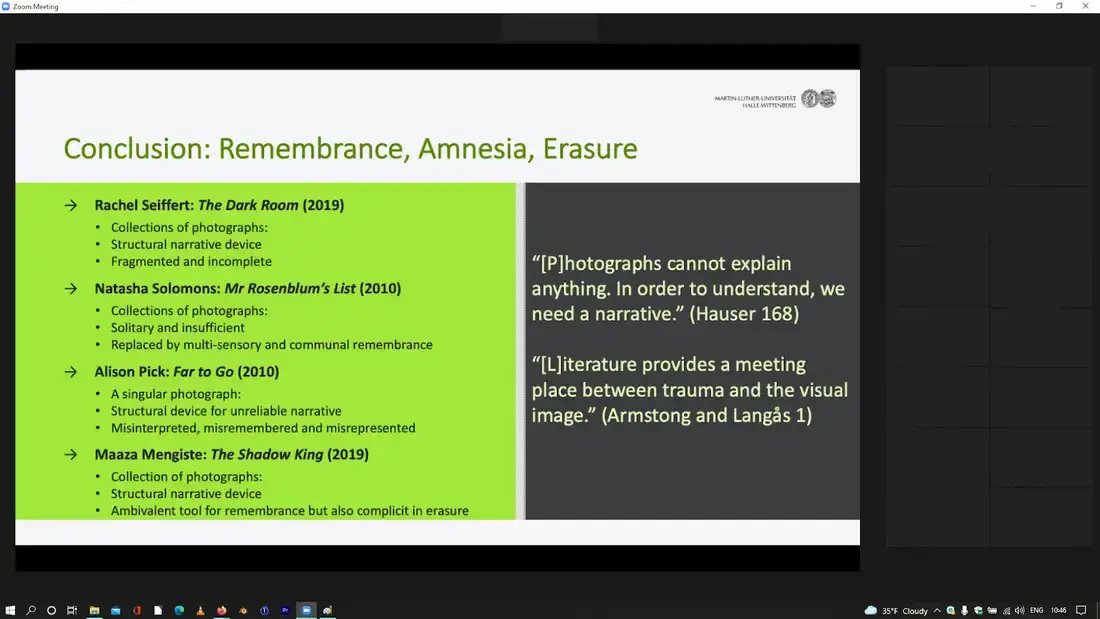 Zoom Meeting
MARTIN-LUTHER-UNIVERSITÄT
HALLE-WITTENBERG
Conclusion: Remembrance, Amnesia, Erasure
→ Rachel Seiffert: The Dark Room (2019)
• Collections of photographs:
• Structural narrative device
• Fragmented and incomplete
→ Natasha Solomons: Mr Rosenblum’s List (2010)
• Collections of photographs:
• Solitary and insufficient
• Replaced by multi-sensory and communal remembrance
→ Alison Pick: Far to Go (2010)
• A singular photograph:
• Structural device for unreliable narrative
• Misinterpreted, misremembered and misrepresented
→ Maaza Mengiste: The Shadow King (2019)
• Collection of photographs:
• Structural narrative device
• Ambivalent tool for remembrance but also complicit in erasure
“[P]hotographs cannot explain
anything. In order to understand, we
need a narrative.” (Hauser 168)
“[L]iterature provides a meeting
place between trauma and the visual
image.” (Armstong and Langås 1)
35°F Cloudy
ENG
10:46